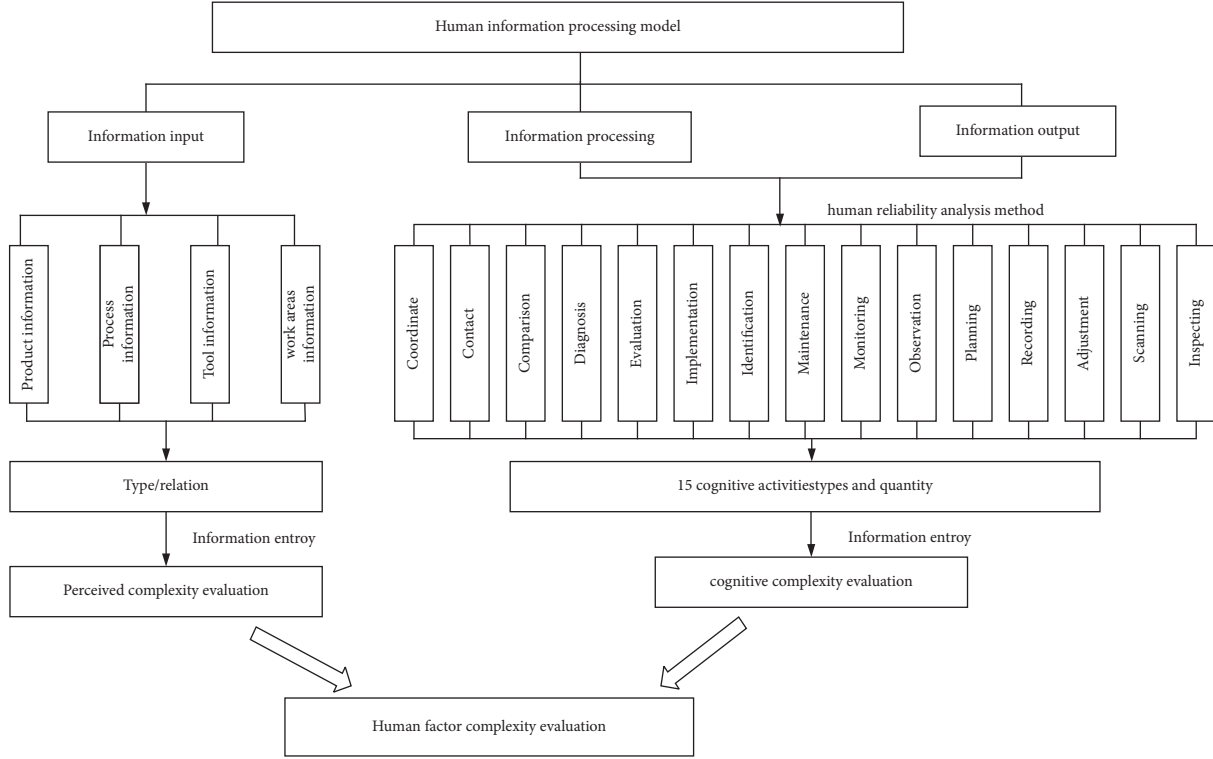 Human information processing model
Information input
Information processing
Information output
human reliability analysis method
Product information
Process
information
Tool information
work areas
information
Coordinate
Contact
Comparison
Diagnosis
Evaluation
Implementation
Identification
Maintenance
Monitoring
Observation
Planning
Recording
Adjustment
Scanning
Inspecting
Type/relation
15 cognitive activitiestypes and quantity
Information entroy
Information entroy
Perceived complexity evaluation
cognitive complexity evaluation
Human factor complexity evaluation